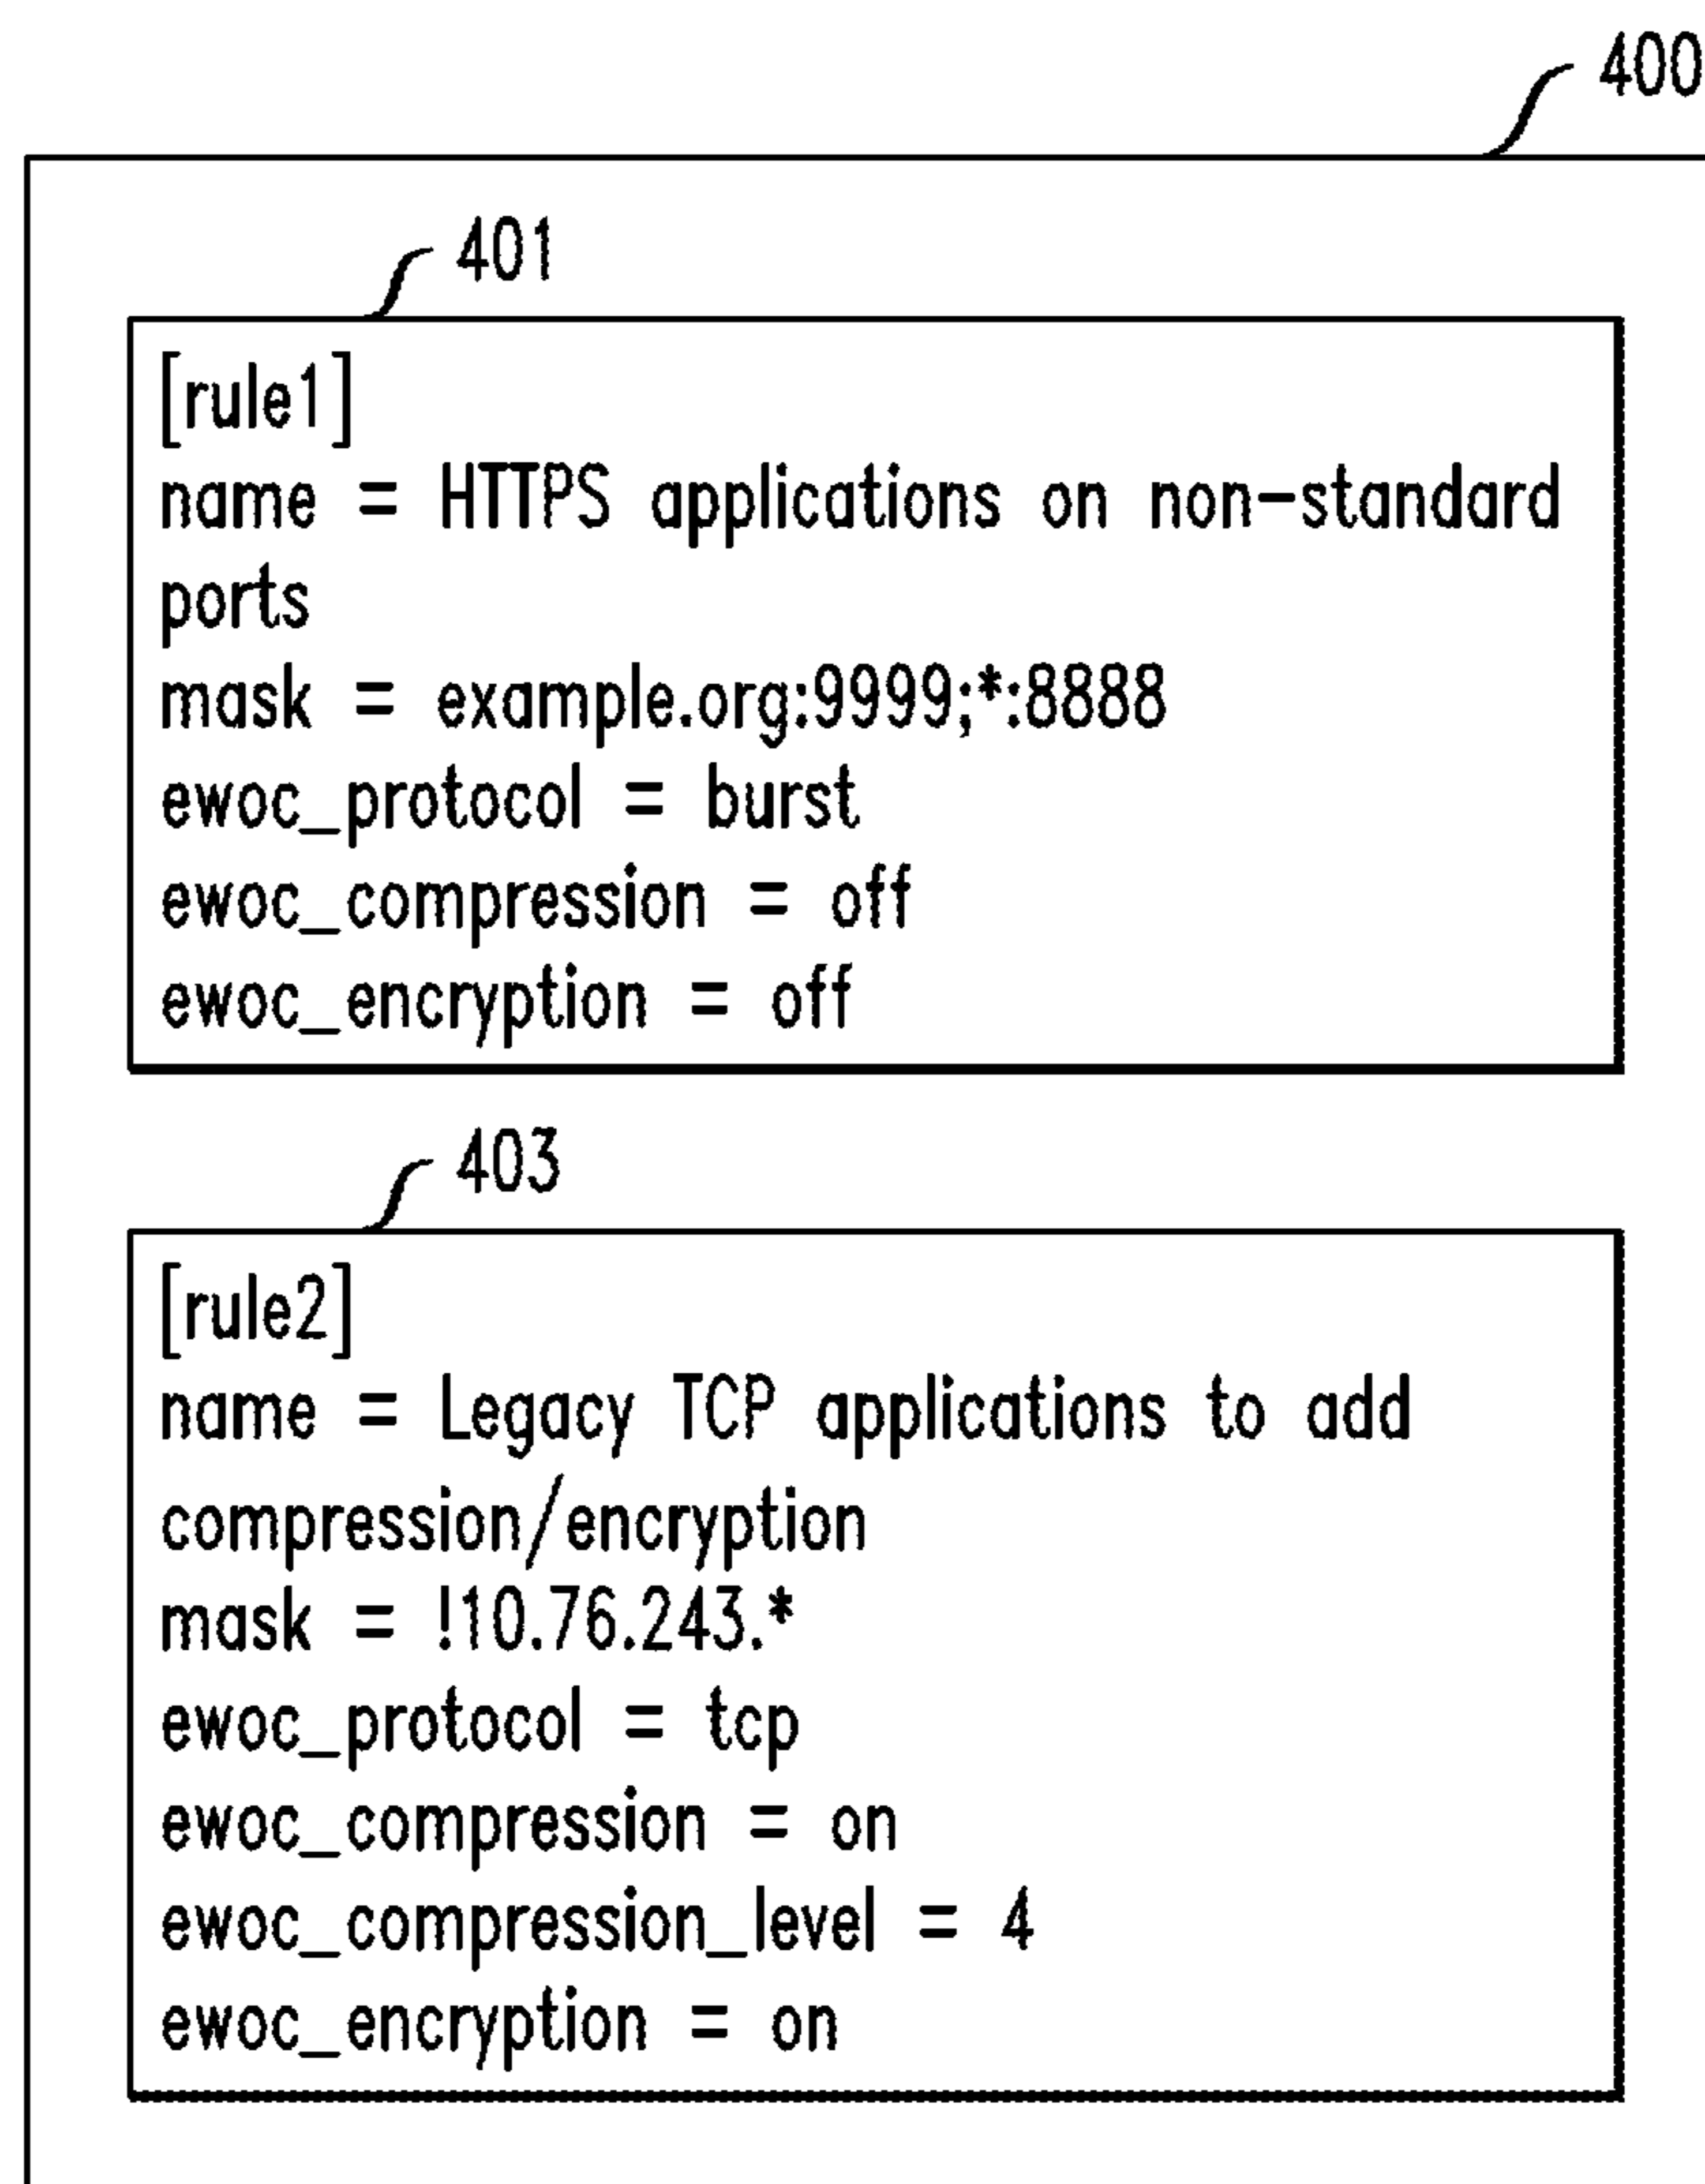 400
401
[rule1]
name = HTTPS applications on non-standard
ports
mask = example.org:9999;*:8888
ewoc_protocol = burst
ewoc_compression = off
ewoc_encryption = off
403
[rule2]
name = Legacy TCP applications to add
compression/encryption
mask = !10.76.243.*
ewoc_protocol = tcp
ewoc_compression = on
ewoc_compression_level = 4
ewoc_encryption = on